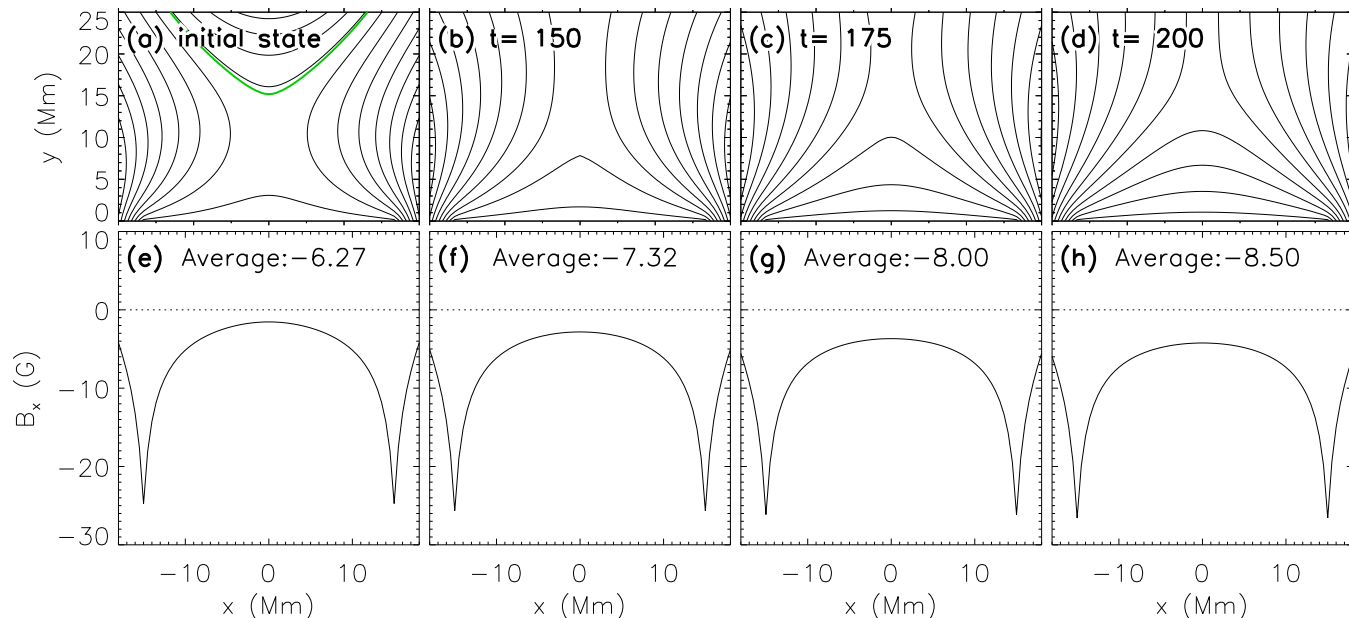 25
20
15
10
5
0
y (Mm)
(a) initial state
(b) t= 150
(c) t= 175
(d) t= 200
10
0
−10
−20
−30
B_x (G)
(e) Average:−6.27
(f) Average:−7.32
(g) Average:−8.00
(h) Average:−8.50
−10 0 10
−10 0 10
−10 0 10
−10 0 10
x (Mm)
x (Mm)
x (Mm)
x (Mm)